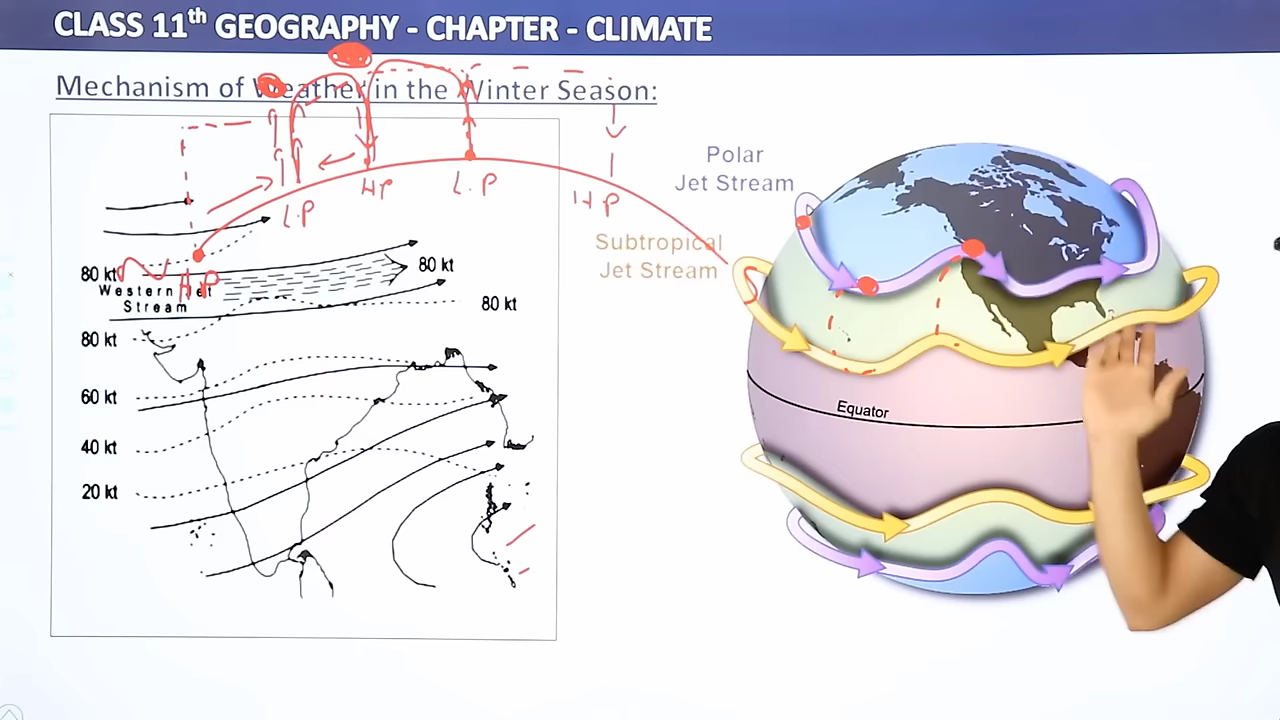 CLASS 11th GEOGRAPHY - CHAPTER - CLIMATE
Mechanism of Weather in the Winter Season:
L.P
HP
L.P
HP
HP
80 kt
Western Jet
Stream
80 kt
80 kt
80 kt
60 kt
40 kt
20 kt
Polar
Jet Stream
Subtropical
Jet Stream
Equator